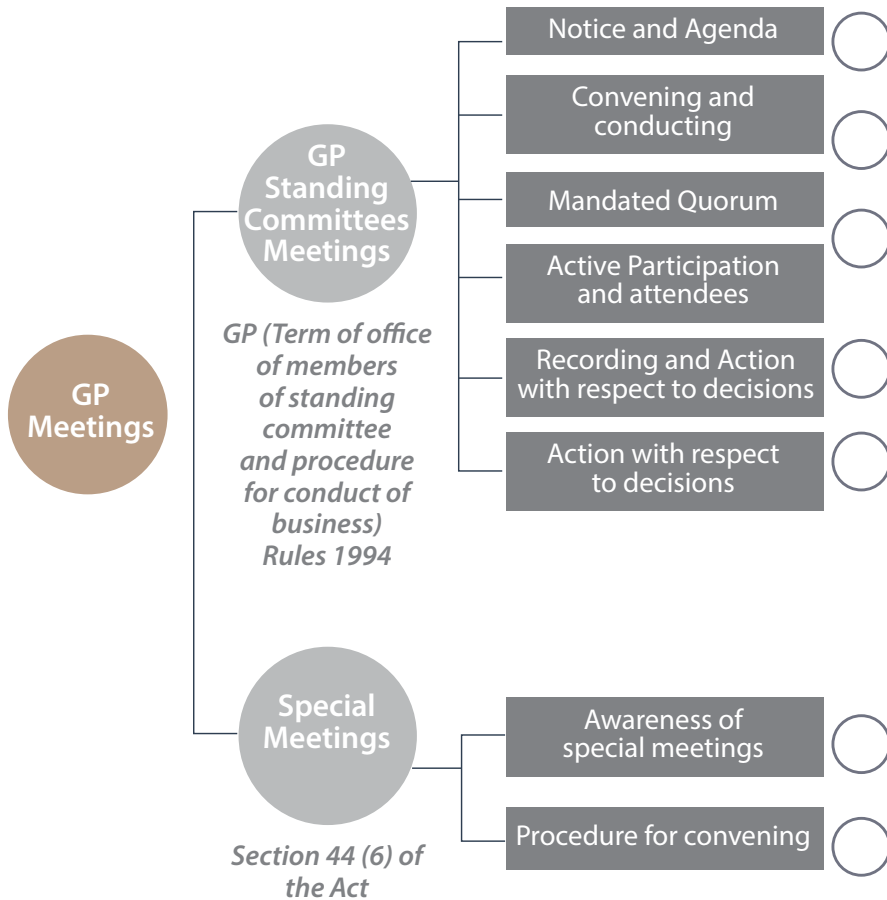 GP
Meetings
GP
Standing
Committees
Meetings
GP (Term of office
of members
of standing
committee
and procedure
for conduct of
business)
Rules 1994
Notice and Agenda
Convening and
conducting
Mandated Quorum
Active Participation
and attendees
Recording and Action
with respect to decisions
Action with respect
to decisions
Special
Meetings
Section 44 (6) of
the Act
Awareness of
special meetings
Procedure for convening